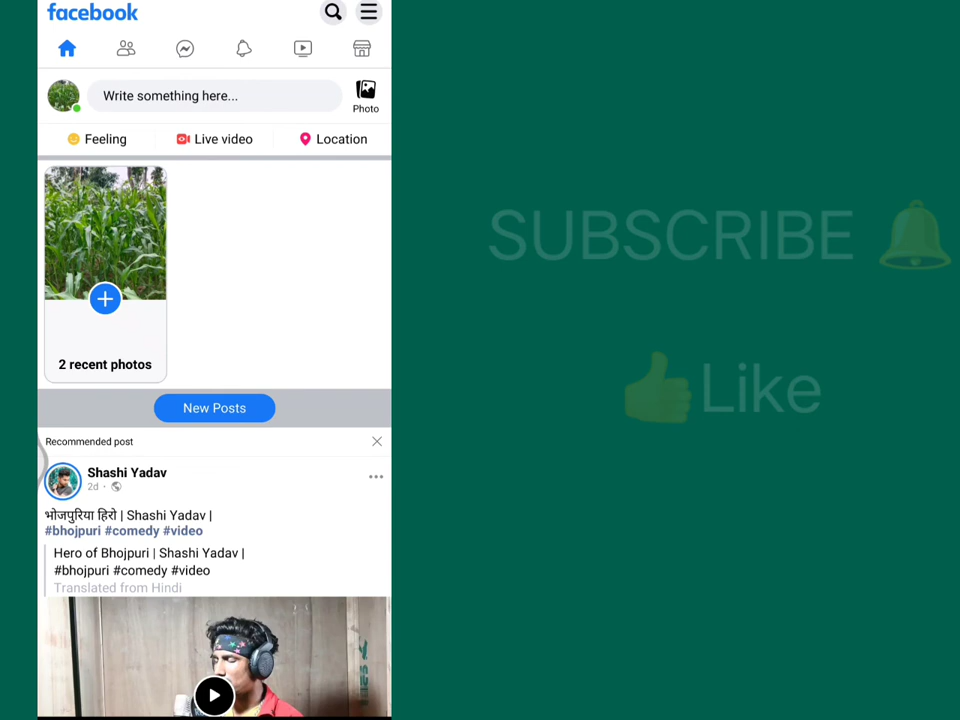 facebook
Write something here...
Photo
Feeling
Live video
Location
SUBSCRIBE
Like
2 recent photos
New Posts
Recommended post
Shashi Yadav
2d ·
भोजपुरिया हिरो | Shashi Yadav |
#bhojpuri #comedy #video
Hero of Bhojpuri | Shashi Yadav |
#bhojpuri #comedy #video
Translated from Hindi